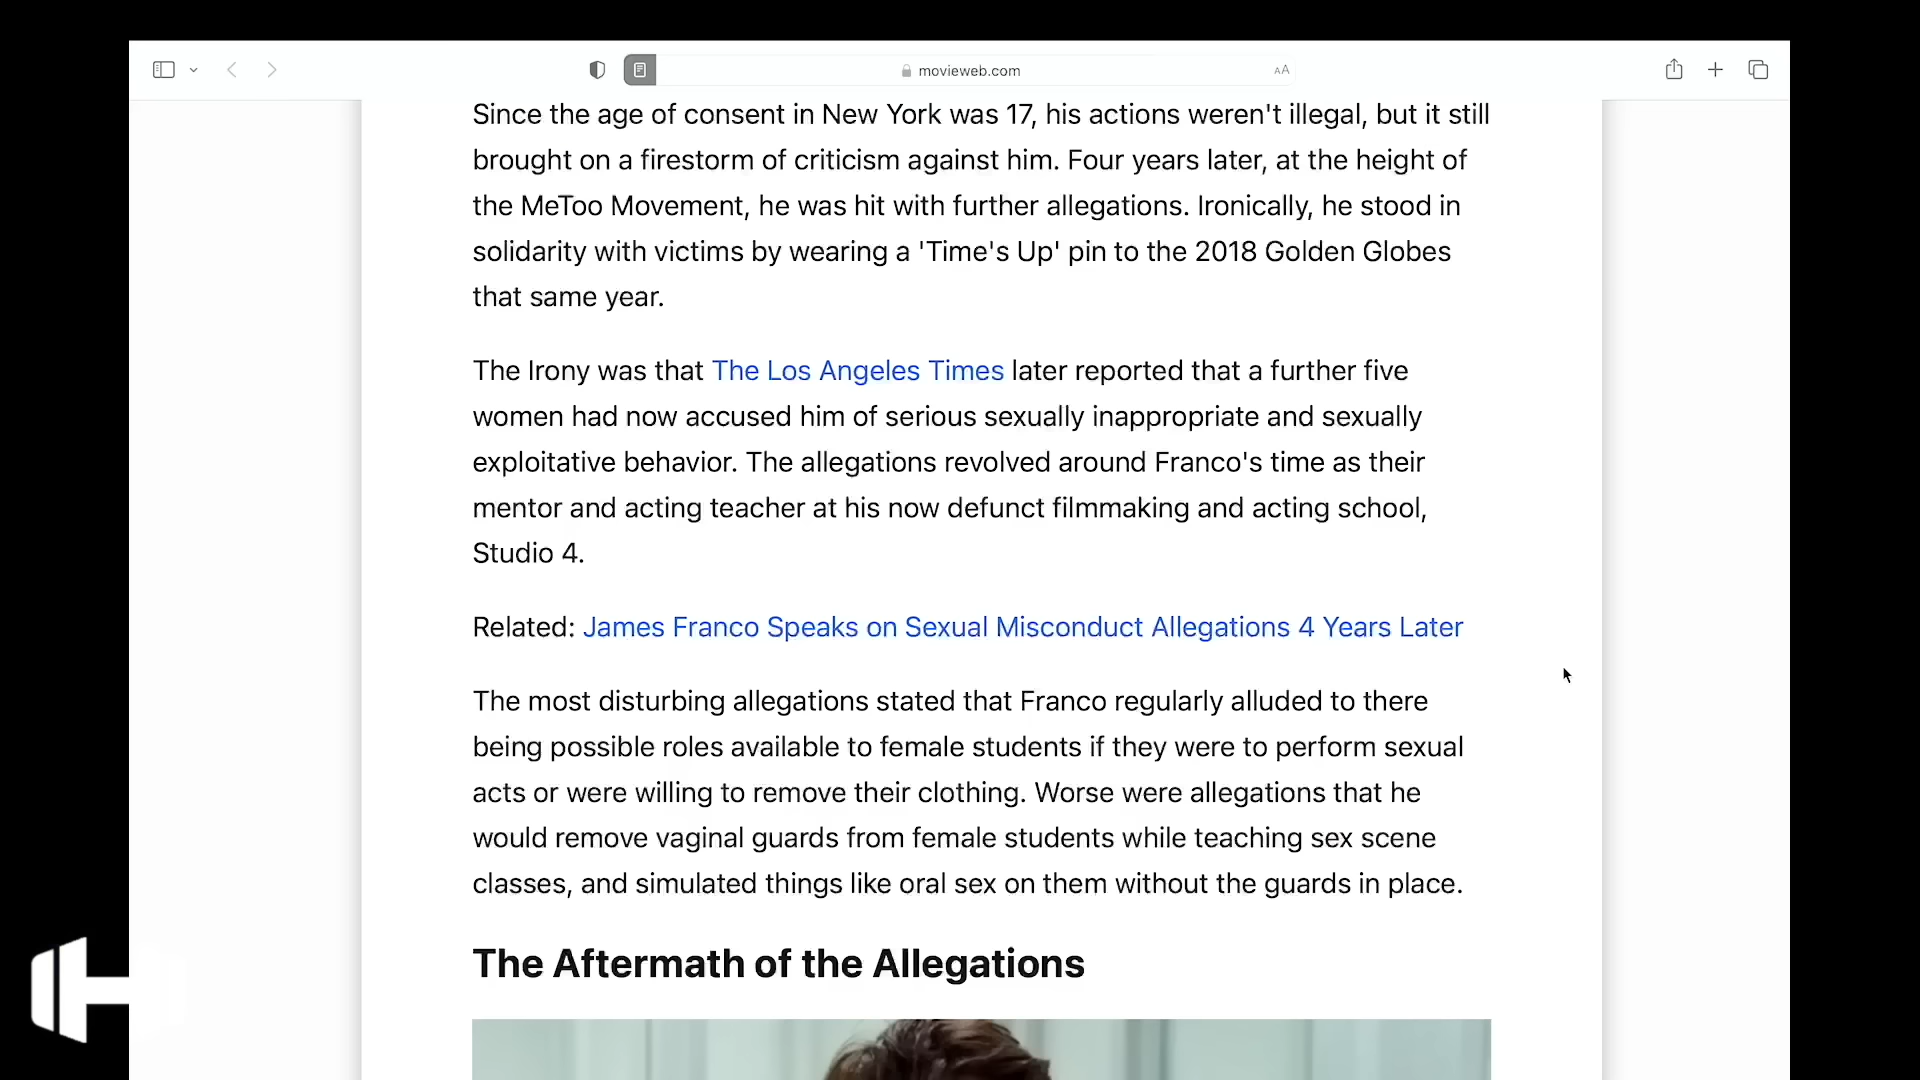 movieweb.com
AA
Since the age of consent in New York was 17, his actions weren't illegal, but it still
brought on a firestorm of criticism against him. Four years later, at the height of
the MeToo Movement, he was hit with further allegations. Ironically, he stood in
solidarity with victims by wearing a 'Time's Up' pin to the 2018 Golden Globes
that same year.
The Irony was that The Los Angeles Times later reported that a further five
women had now accused him of serious sexually inappropriate and sexually
exploitative behavior. The allegations revolved around Franco's time as their
mentor and acting teacher at his now defunct filmmaking and acting school,
Studio 4.
Related: James Franco Speaks on Sexual Misconduct Allegations 4 Years Later
The most disturbing allegations stated that Franco regularly alluded to there
being possible roles available to female students if they were to perform sexual
acts or were willing to remove their clothing. Worse were allegations that he
would remove vaginal guards from female students while teaching sex scene
classes, and simulated things like oral sex on them without the guards in place.
The Aftermath of the Allegations